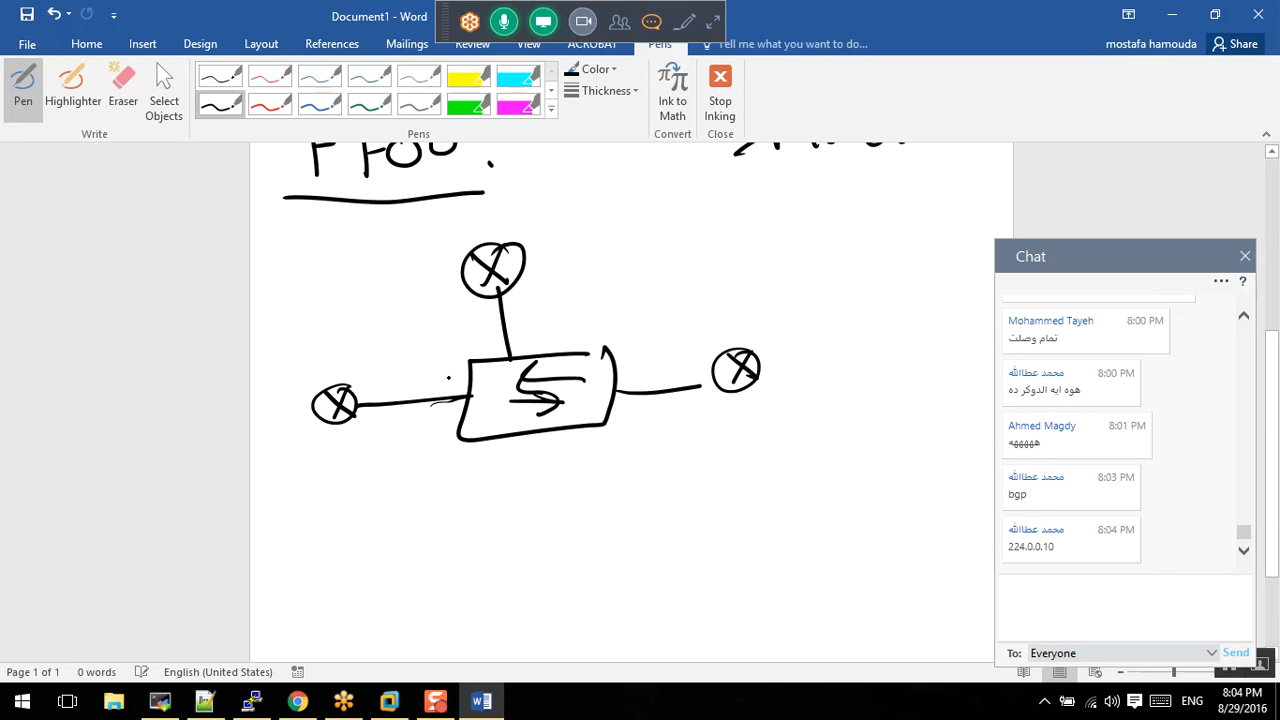 Document1 - Word
mostafa hamouda
Share
File
Home
Insert
Design
Layout
References
Mailings
Review
View
ACROBAT
Pens
Tell me what you want to do...
Pen
Highlighter
Eraser
Select Objects
Color
Thickness
Ink to Math
Stop Inking
Write
Pens
Convert
Close
Chat
Mohammed Tayeh 8:00 PM
تمام وصلت
محمد عطاالله 8:00 PM
هوه ايه الدوكر ده
Ahmed Magdy 8:01 PM
هههههه
محمد عطاالله 8:03 PM
bgp
محمد عطاالله 8:04 PM
224.0.0.10
To: Everyone Send
Page 1 of 1
0 words
English (United States)
ENG
8:04 PM
8/29/2016